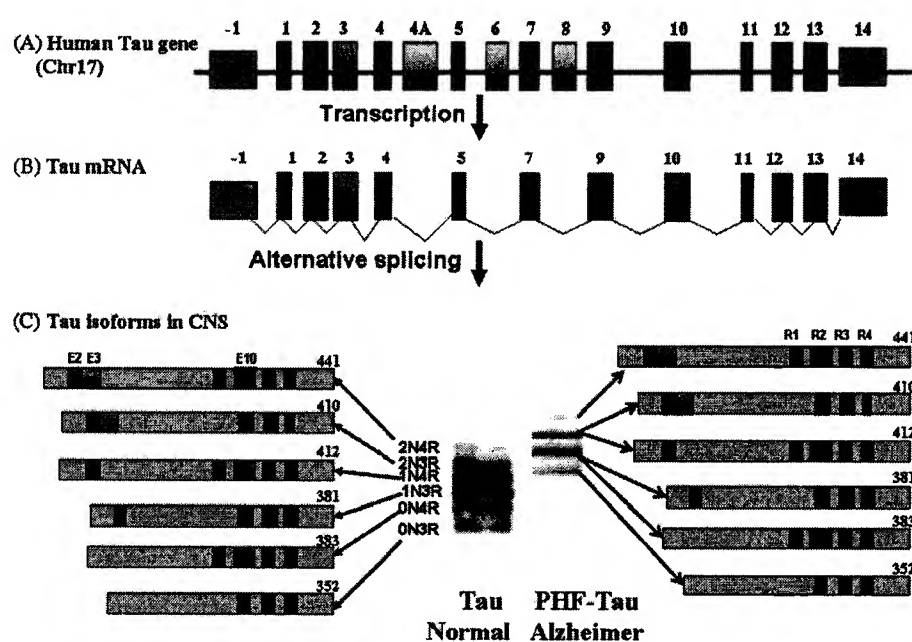 -1 1 2 3 4 4A 5 6 7 8 9 10 11 12 13 14
(A) Human Tau gene
(Chr17)
Transcription
-1 1 2 3 4 5 7 9 10 11 12 13 14
(B) Tau mRNA
Alternative splicing
(C) Tau isoforms in CNS
E2 E3 E10 441
410
412
381
383
352
2N4R
2N3R
1N4R
1N3R
0N4R
0N3R
R1 R2 R3 R4 441
410
412
381
383
352
Tau PHF-Tau
Normal Alzheimer